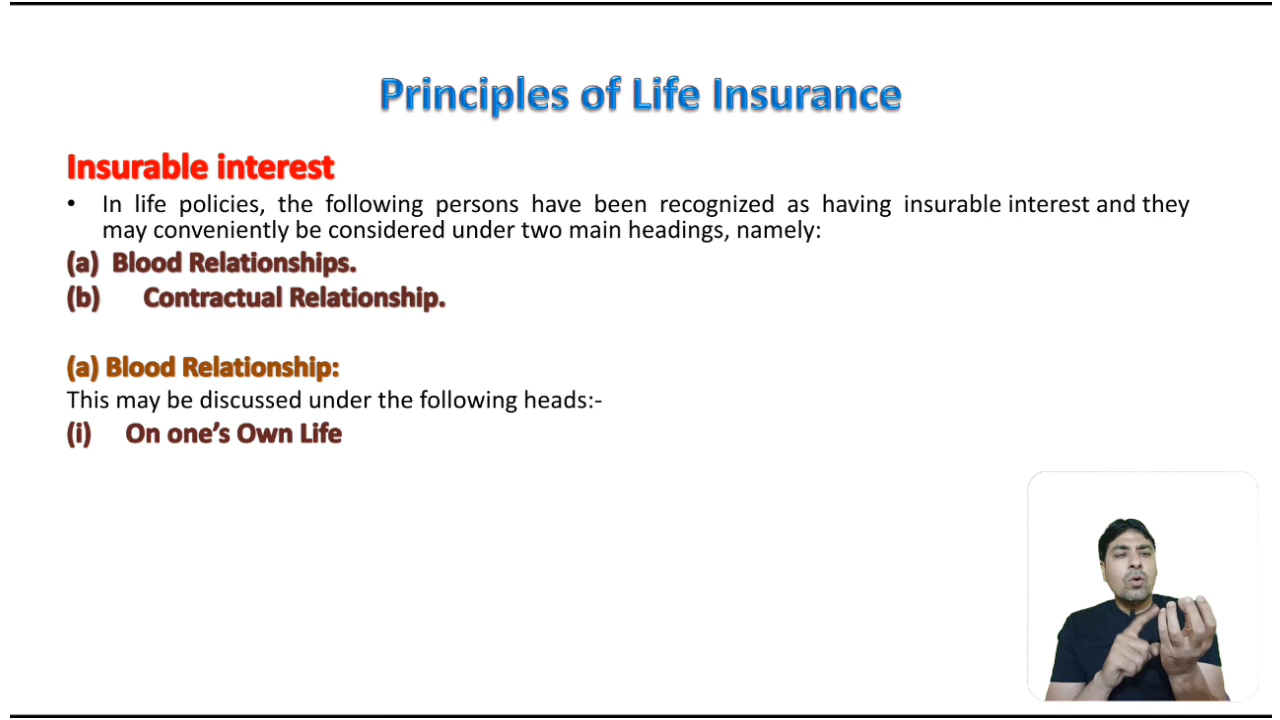 Principles of Life Insurance
Insurable interest
• In life policies, the following persons have been recognized as having insurable interest and they
may conveniently be considered under two main headings, namely:
(a) Blood Relationships.
(b) Contractual Relationship.
(a) Blood Relationship:
This may be discussed under the following heads:-
(i) On one’s Own Life